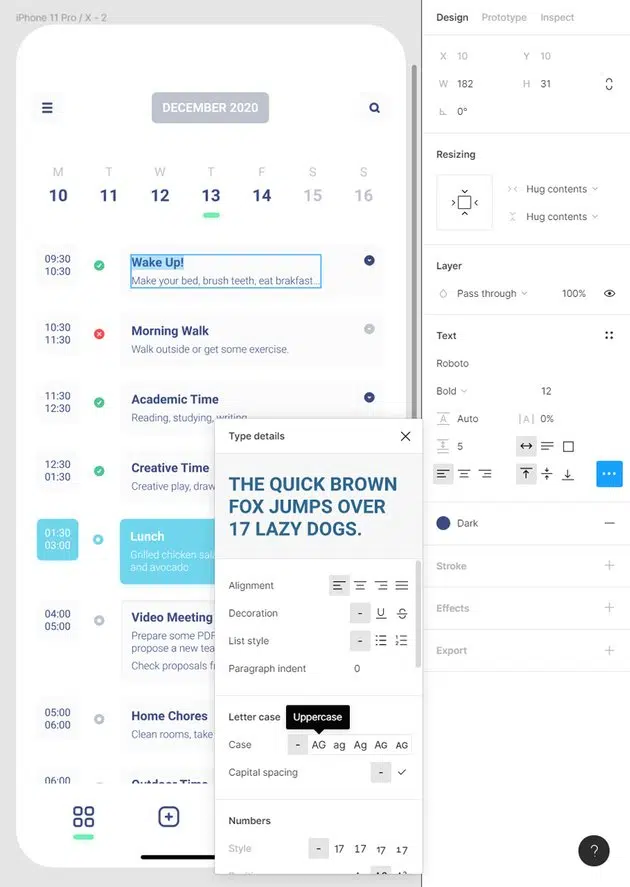 iPhone 11 Pro / X - 2
DECEMBER 2020
M T W T F S S
10 11 12 13 14 15 16
09:30
10:30
Wake Up!
Make your bed, brush teeth, eat brakfast...
10:30
11:30
Morning Walk
Walk outside or get some exercise.
11:30
12:30
Academic Time
Reading, studying, writing
12:30
01:30
Creative Time
Creative play, draw
01:30
03:00
Lunch
Grilled chicken sala
and avocado
04:00
05:00
Video Meeting
Prepare some PDF
propose a new tea
Check proposals f
05:00
06:00
Home Chores
Clean rooms, take
06:00
Outdoor Time
Type details
THE QUICK BROWN
FOX JUMPS OVER
17 LAZY DOGS.
Alignment
Decoration - U S
List style -
Paragraph indent 0
Letter case
Uppercase
Case - AG ag Ag AG AG
Capital spacing -
Numbers
Style - 17 17 17 17
Design Prototype Inspect
X 10 Y 10
W 182 H 31
0°
Resizing
Hug contents
Hug contents
Layer
Pass through 100%
Text
Roboto
Bold 12
A Auto |A| 0%
5
...
Dark
Stroke
Effects
Export
?